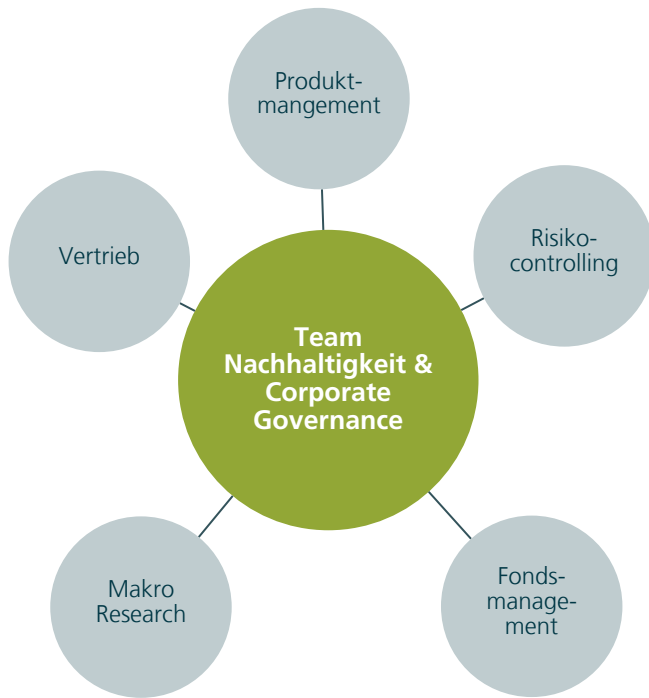 Produkt-
mangement
Vertrieb
Risiko-
controlling
Team
Nachhaltigkeit &
Corporate
Governance
Makro
Research
Fonds-
manage-
ment